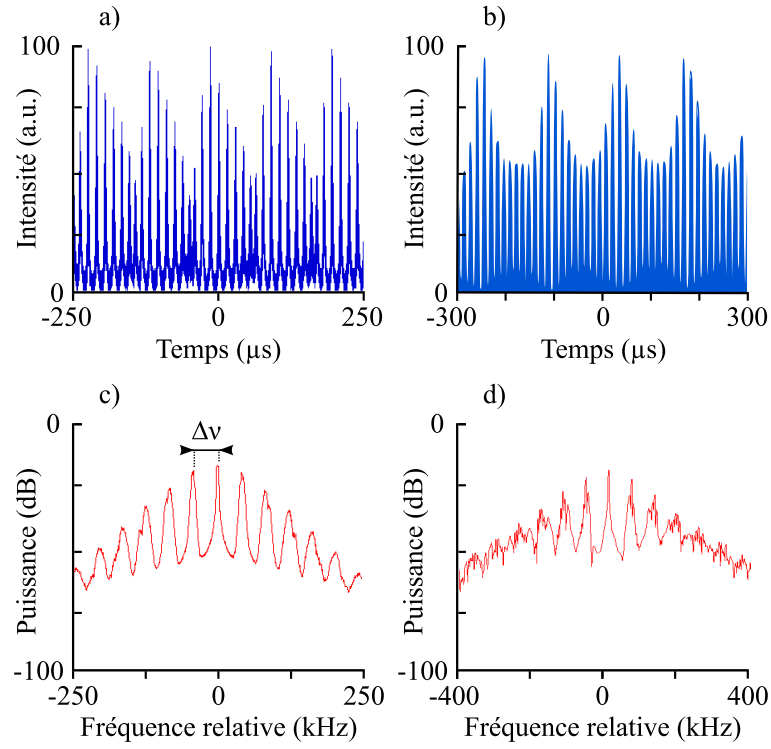 a)
100
Intensité (a.u.)
0
-250
0
250
Temps (µs)
b)
100
Intensité (a.u.)
0
-300
0
300
Temps (µs)
c)
0
Δν
Puissance (dB)
-100
-250
0
250
Fréquence relative (kHz)
d)
0
Puissance (dB)
-100
-400
0
400
Fréquence relative (kHz)